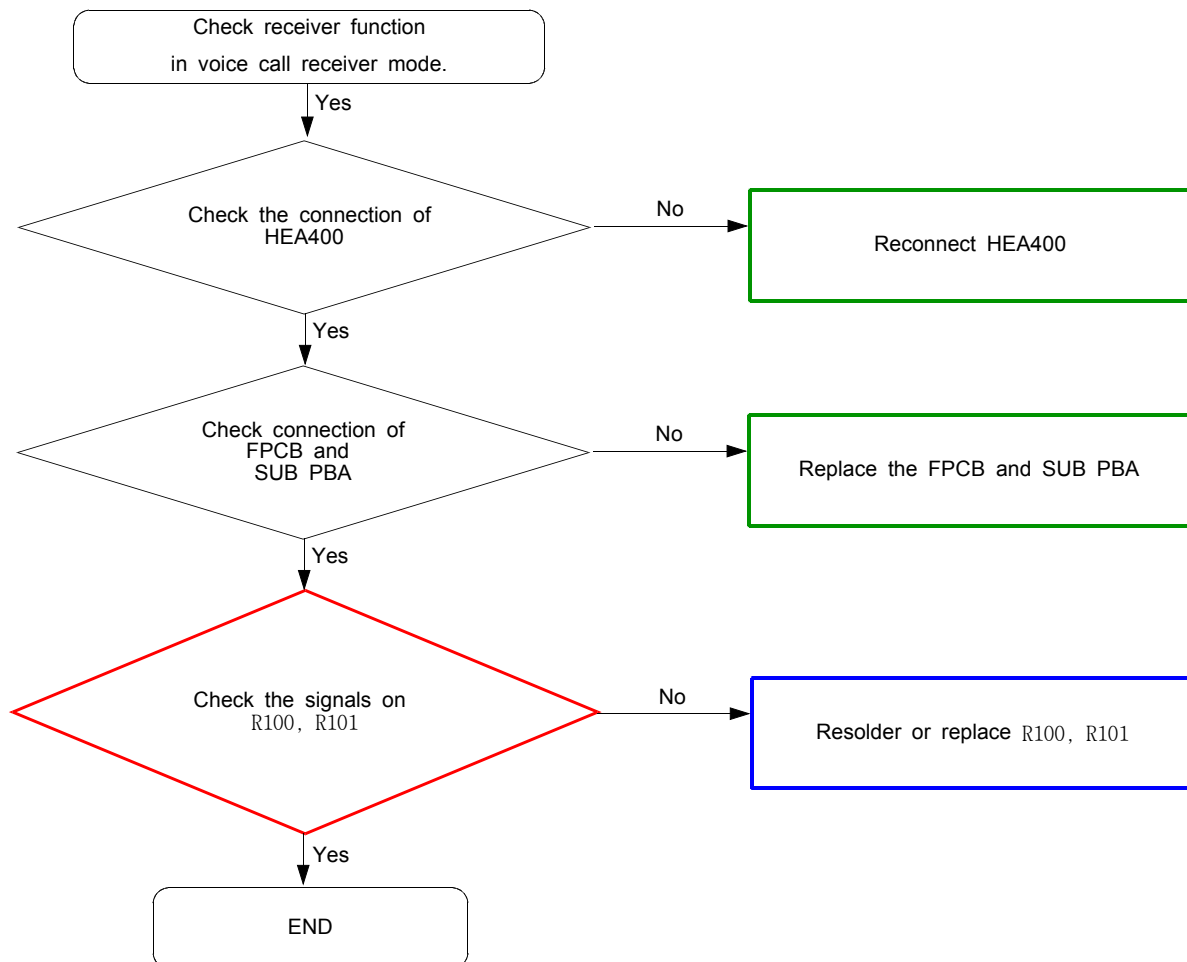 Check receiver function
in voice call receiver mode.
Yes
Check the connection of
HEA400
No
Reconnect HEA400
Yes
Check connection of
FPCB and
SUB PBA
No
Replace the FPCB and SUB PBA
Yes
Check the signals on
R100, R101
No
Resolder or replace R100, R101
Yes
END